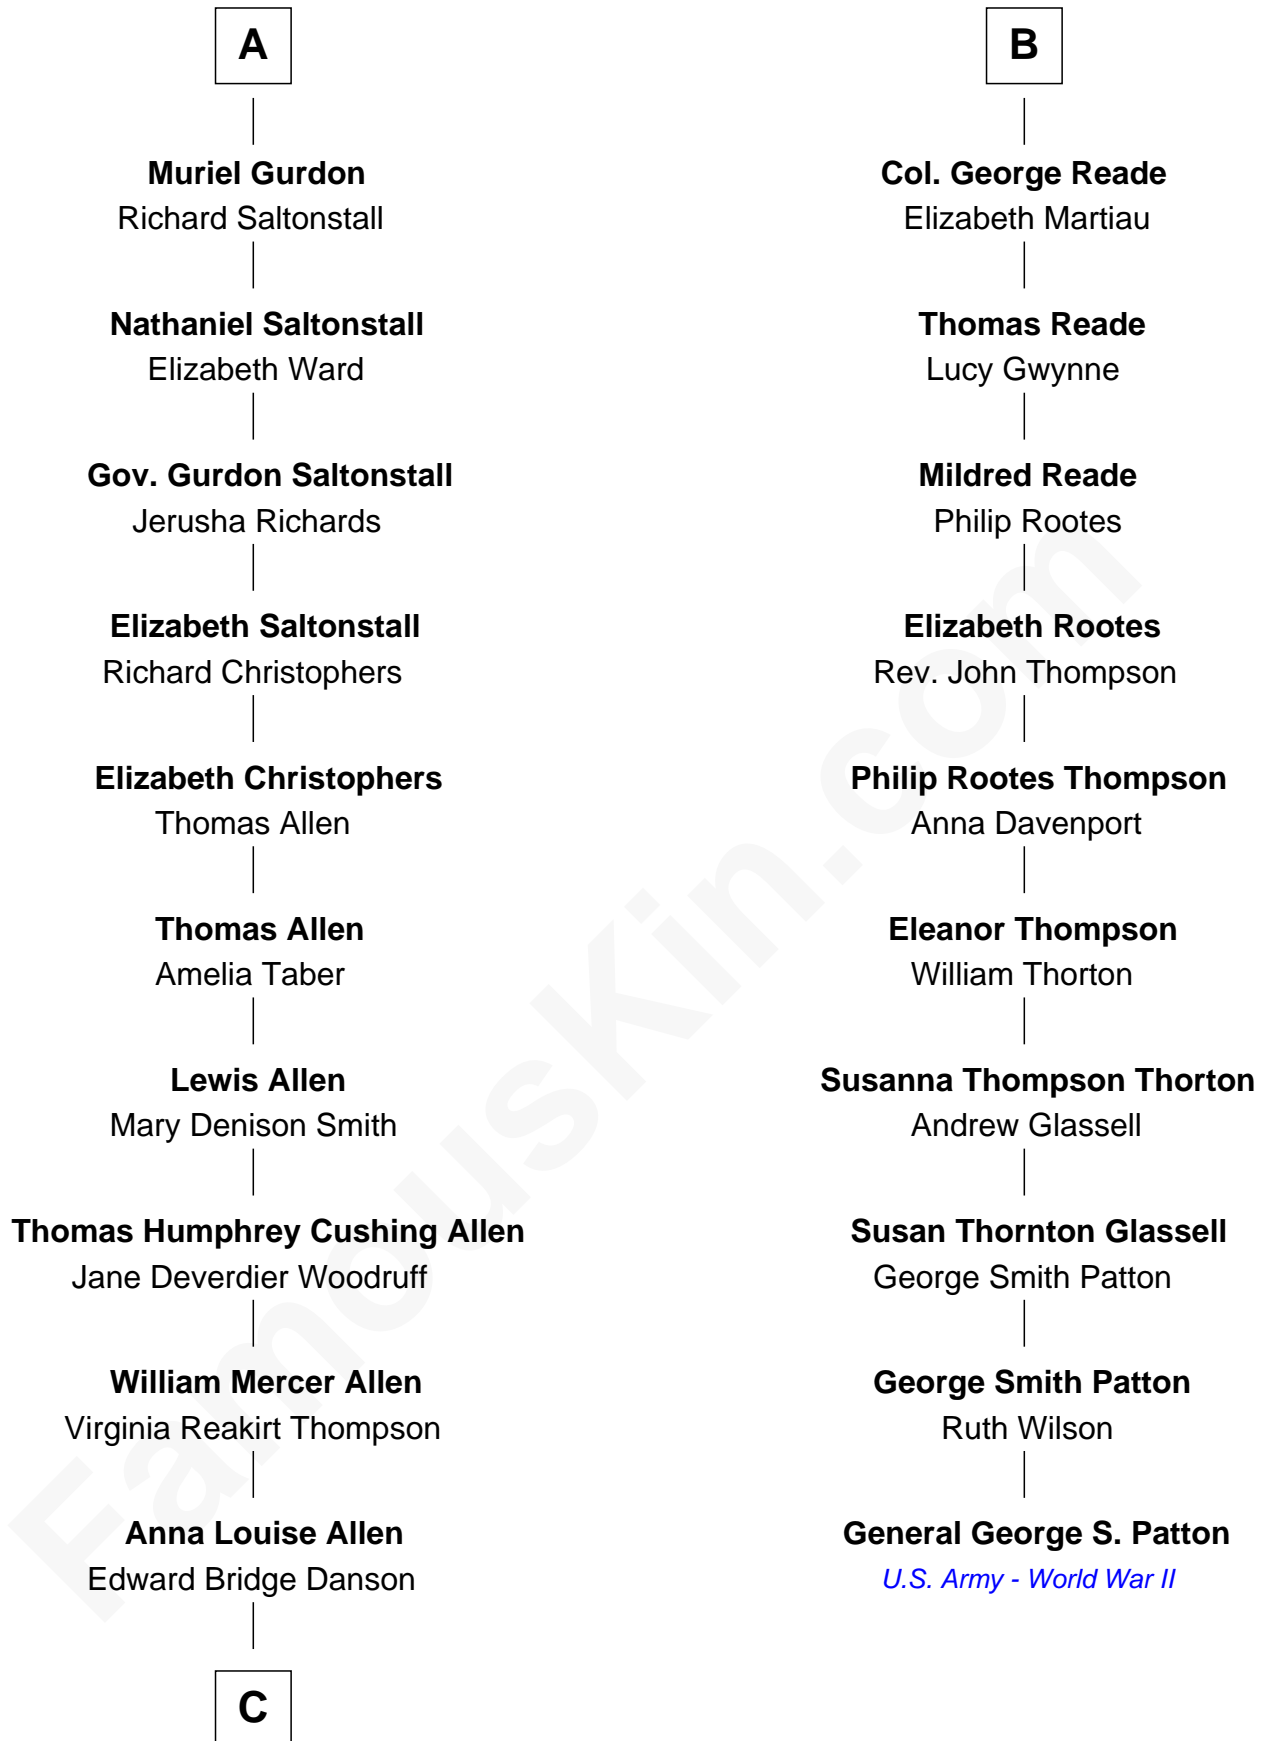 A
Muriel Gurdon
Richard Saltonstall
Nathaniel Saltonstall
Elizabeth Ward
Gov. Gurdon Saltonstall
Jerusha Richards
Elizabeth Saltonstall
Richard Christophers
Elizabeth Christophers
Thomas Allen
Thomas Allen
Amelia Taber
Lewis Allen
Mary Denison Smith
Thomas Humphrey Cushing Allen
Jane Deverdier Woodruff
William Mercer Allen
Virginia Reakirt Thompson
Anna Louise Allen
Edward Bridge Danson
C
B
Col. George Reade
Elizabeth Martiau
Thomas Reade
Lucy Gwynne
Mildred Reade
Philip Rootes
Elizabeth Rootes
Rev. John Thompson
Philip Rootes Thompson
Anna Davenport
Eleanor Thompson
William Thorton
Susanna Thompson Thorton
Andrew Glassell
Susan Thornton Glassell
George Smith Patton
George Smith Patton
Ruth Wilson
General George S. Patton
U.S. Army - World War II
FamousKin.com